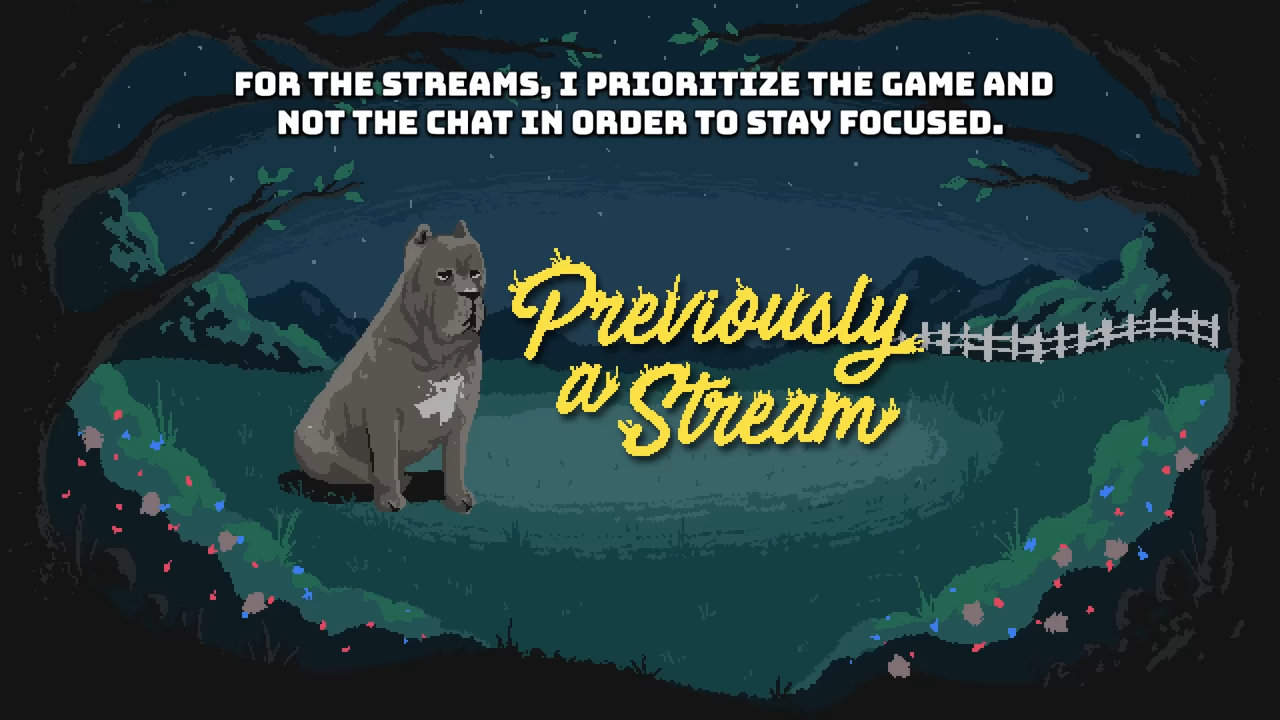 FOR THE STREAMS, I PRIORITIZE THE GAME AND
NOT THE CHAT IN ORDER TO STAY FOCUSED.
Previously
a Stream